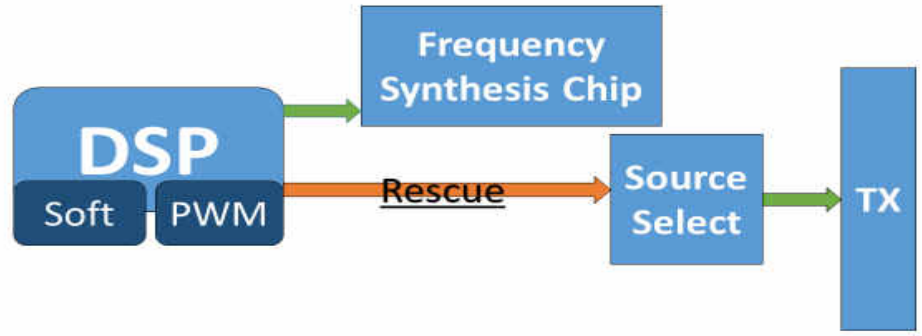 Frequency
Synthesis Chip
DSP
Soft
PWM
Rescue
Source
Select
TX